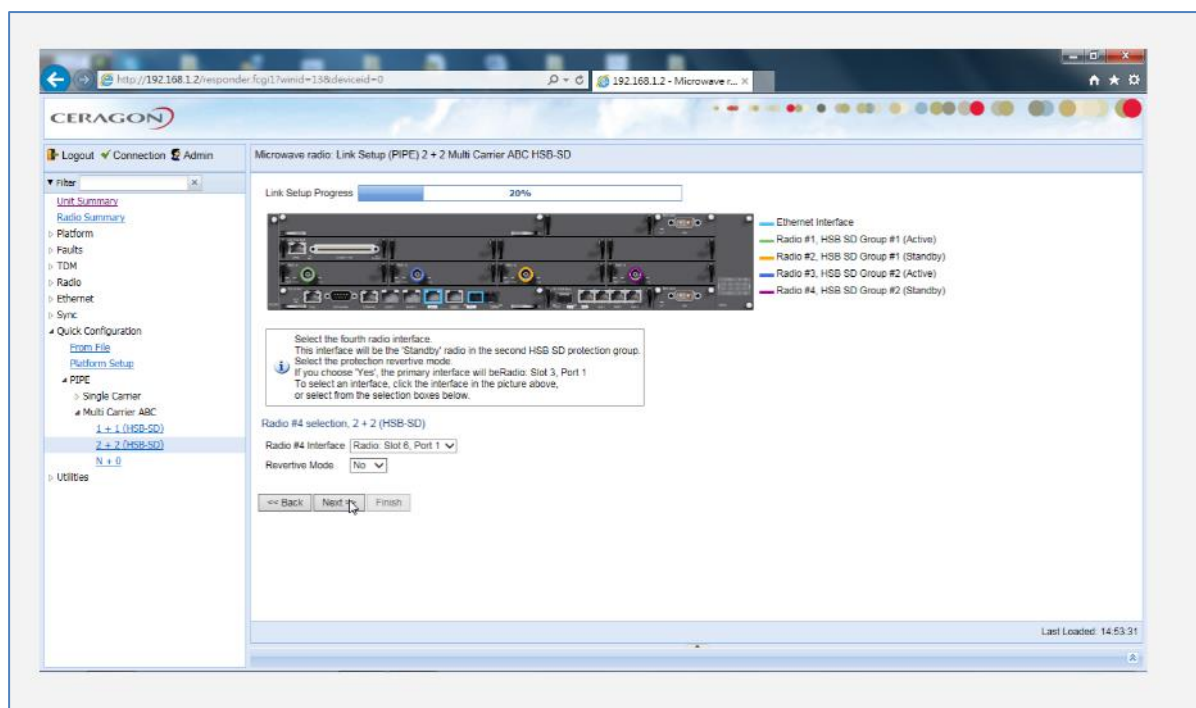 http://192.168.1.2/responder.fcgi1?winid=138&deviceid=0
192.168.1.2 - Microwave r...
CERAGON
Logout Connection Admin
Microwave radio: Link Setup (PIPE) 2 + 2 Multi Carrier ABC HSB-SD
Filter
Unit Summary
Radio Summary
Platform
Faults
TDM
Radio
Ethernet
Sync
Quick Configuration
From File
Platform Setup
PIPE
Single Carrier
Multi Carrier ABC
1 + 1 (HSB-SD)
2 + 2 (HSB-SD)
N + 0
Utilities
Link Setup Progress 20%
Ethernet Interface
Radio #1, HSB SD Group #1 (Active)
Radio #2, HSB SD Group #1 (Standby)
Radio #3, HSB SD Group #2 (Active)
Radio #4, HSB SD Group #2 (Standby)
Select the fourth radio interface.
This interface will be the 'Standby' radio in the second HSB SD protection group.
Select the protection revertive mode.
If you choose 'Yes', the primary interface will beRadio: Slot 3, Port 1
To select an interface, click the interface in the picture above,
or select from the selection boxes below.
Radio #4 selection, 2 + 2 (HSB-SD)
Radio #4 Interface Radio: Slot 6, Port 1
Revertive Mode No
<< Back Next >> Finish
Last Loaded: 14:53:31